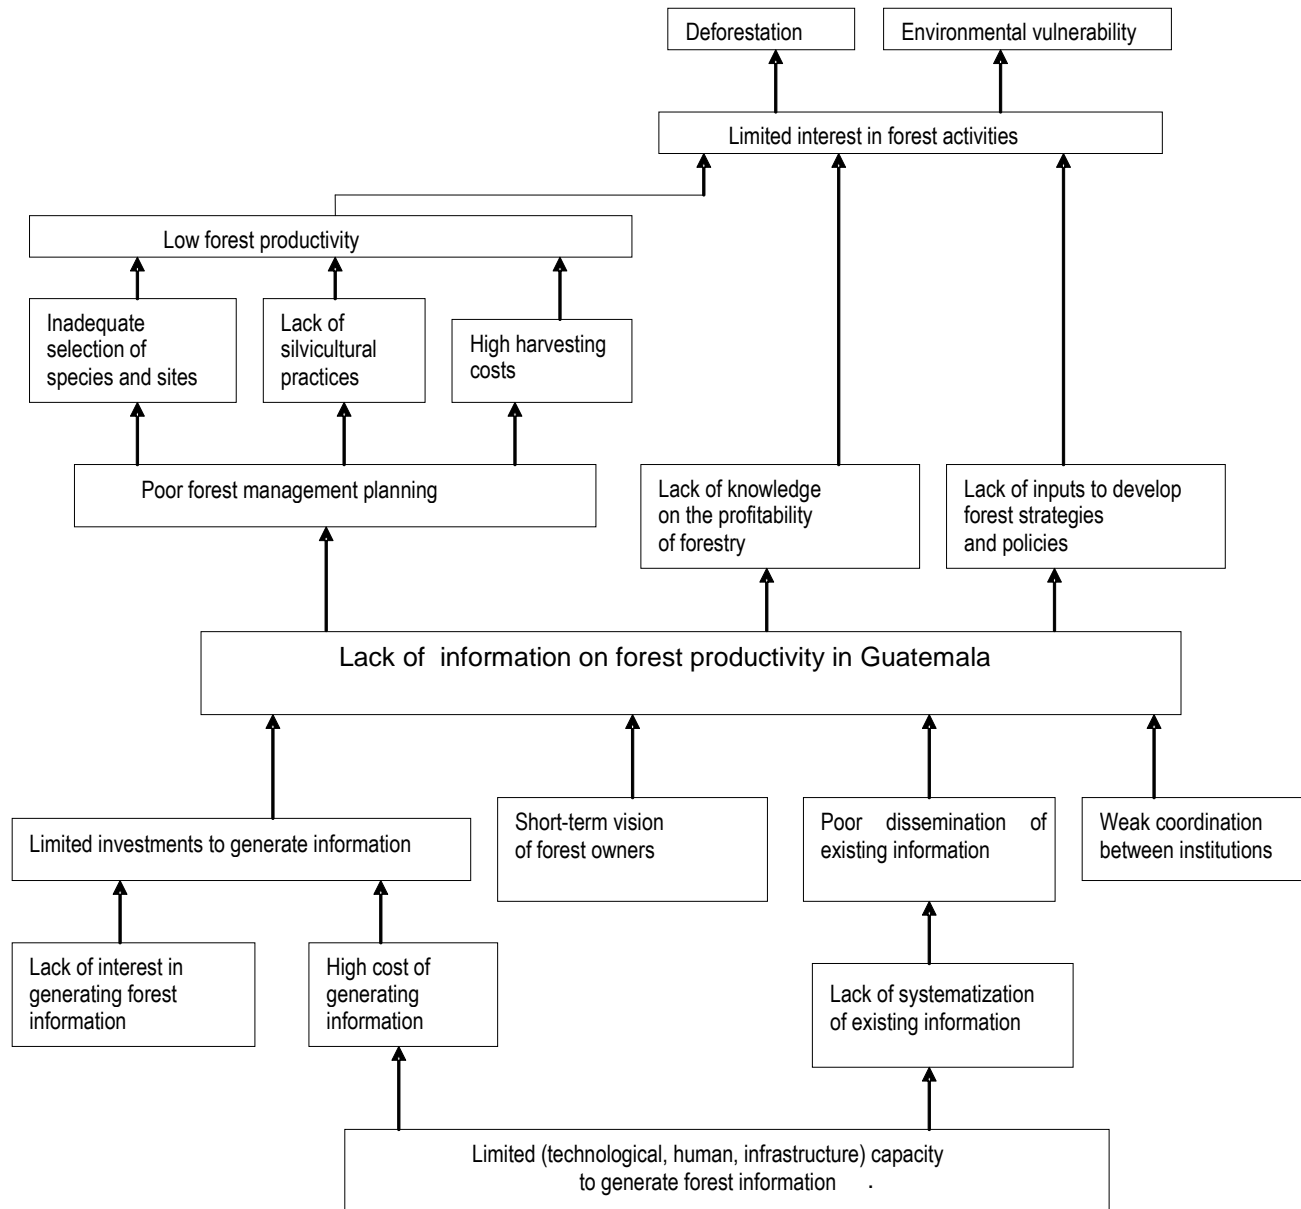 Deforestation
Environmental vulnerability
Limited interest in forest activities
Low forest productivity
Inadequate
selection of
species and sites
Lack of
silvicultural
practices
High harvesting
costs
Poor forest management planning
Lack of knowledge
on the profitability
of forestry
Lack of inputs to develop
forest strategies
and policies
Lack of information on forest productivity in Guatemala
Limited investments to generate information
Short-term vision
of forest owners
Poor dissemination of
existing information
Weak coordination
between institutions
Lack of interest in
generating forest
information
High cost of
generating
information
Lack of systematization
of existing information
Limited (technological, human, infrastructure) capacity
to generate forest information .